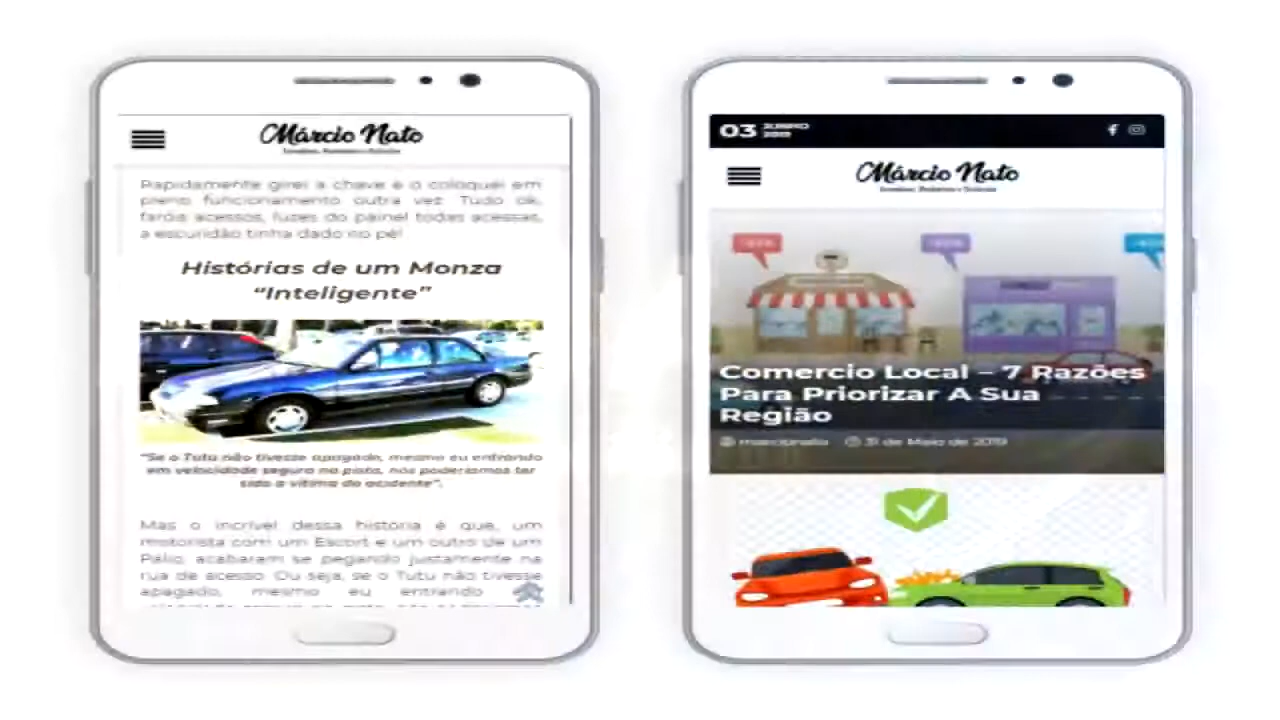 Márcio Nato
Rapidamente girei a chave e o coloquei em
pleno funcionamento outra vez. Tudo ok,
faróis acessos, luzes do painel todas acessas,
a escuridão tinha dado no pé!
Histórias de um Monza
“Inteligente”
“Se o Tutu não tivesse apagado, mesmo eu entrando
em velocidade segura na pista, nós poderíamos ter
sido a vítima do acidente”.
Mas o incrível dessa história é que, um
motorista com um Escort e um outro de um
Pálio, acabaram se pegando justamente na
rua de acesso. Ou seja, se o Tutu não tivesse
apagado, mesmo eu entrando
03 JUNHO
2019
Márcio Nato
Comercio Local – 7 Razões
Para Priorizar A Sua
Região
marcionato 31 de Maio de 2019